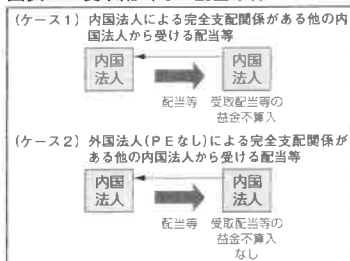 (ケース1) 内国法人による完全支配関係がある他の内
国法人から受ける配当等
内国
法人
内国
法人
配当等
受取配当等の
益金不算入
(ケース2) 外国法人(PEなし)による完全支配関係が
ある他の内国法人から受ける配当等
内国
法人
内国
法人
配当等
受取配当等の
益金不算入
なし